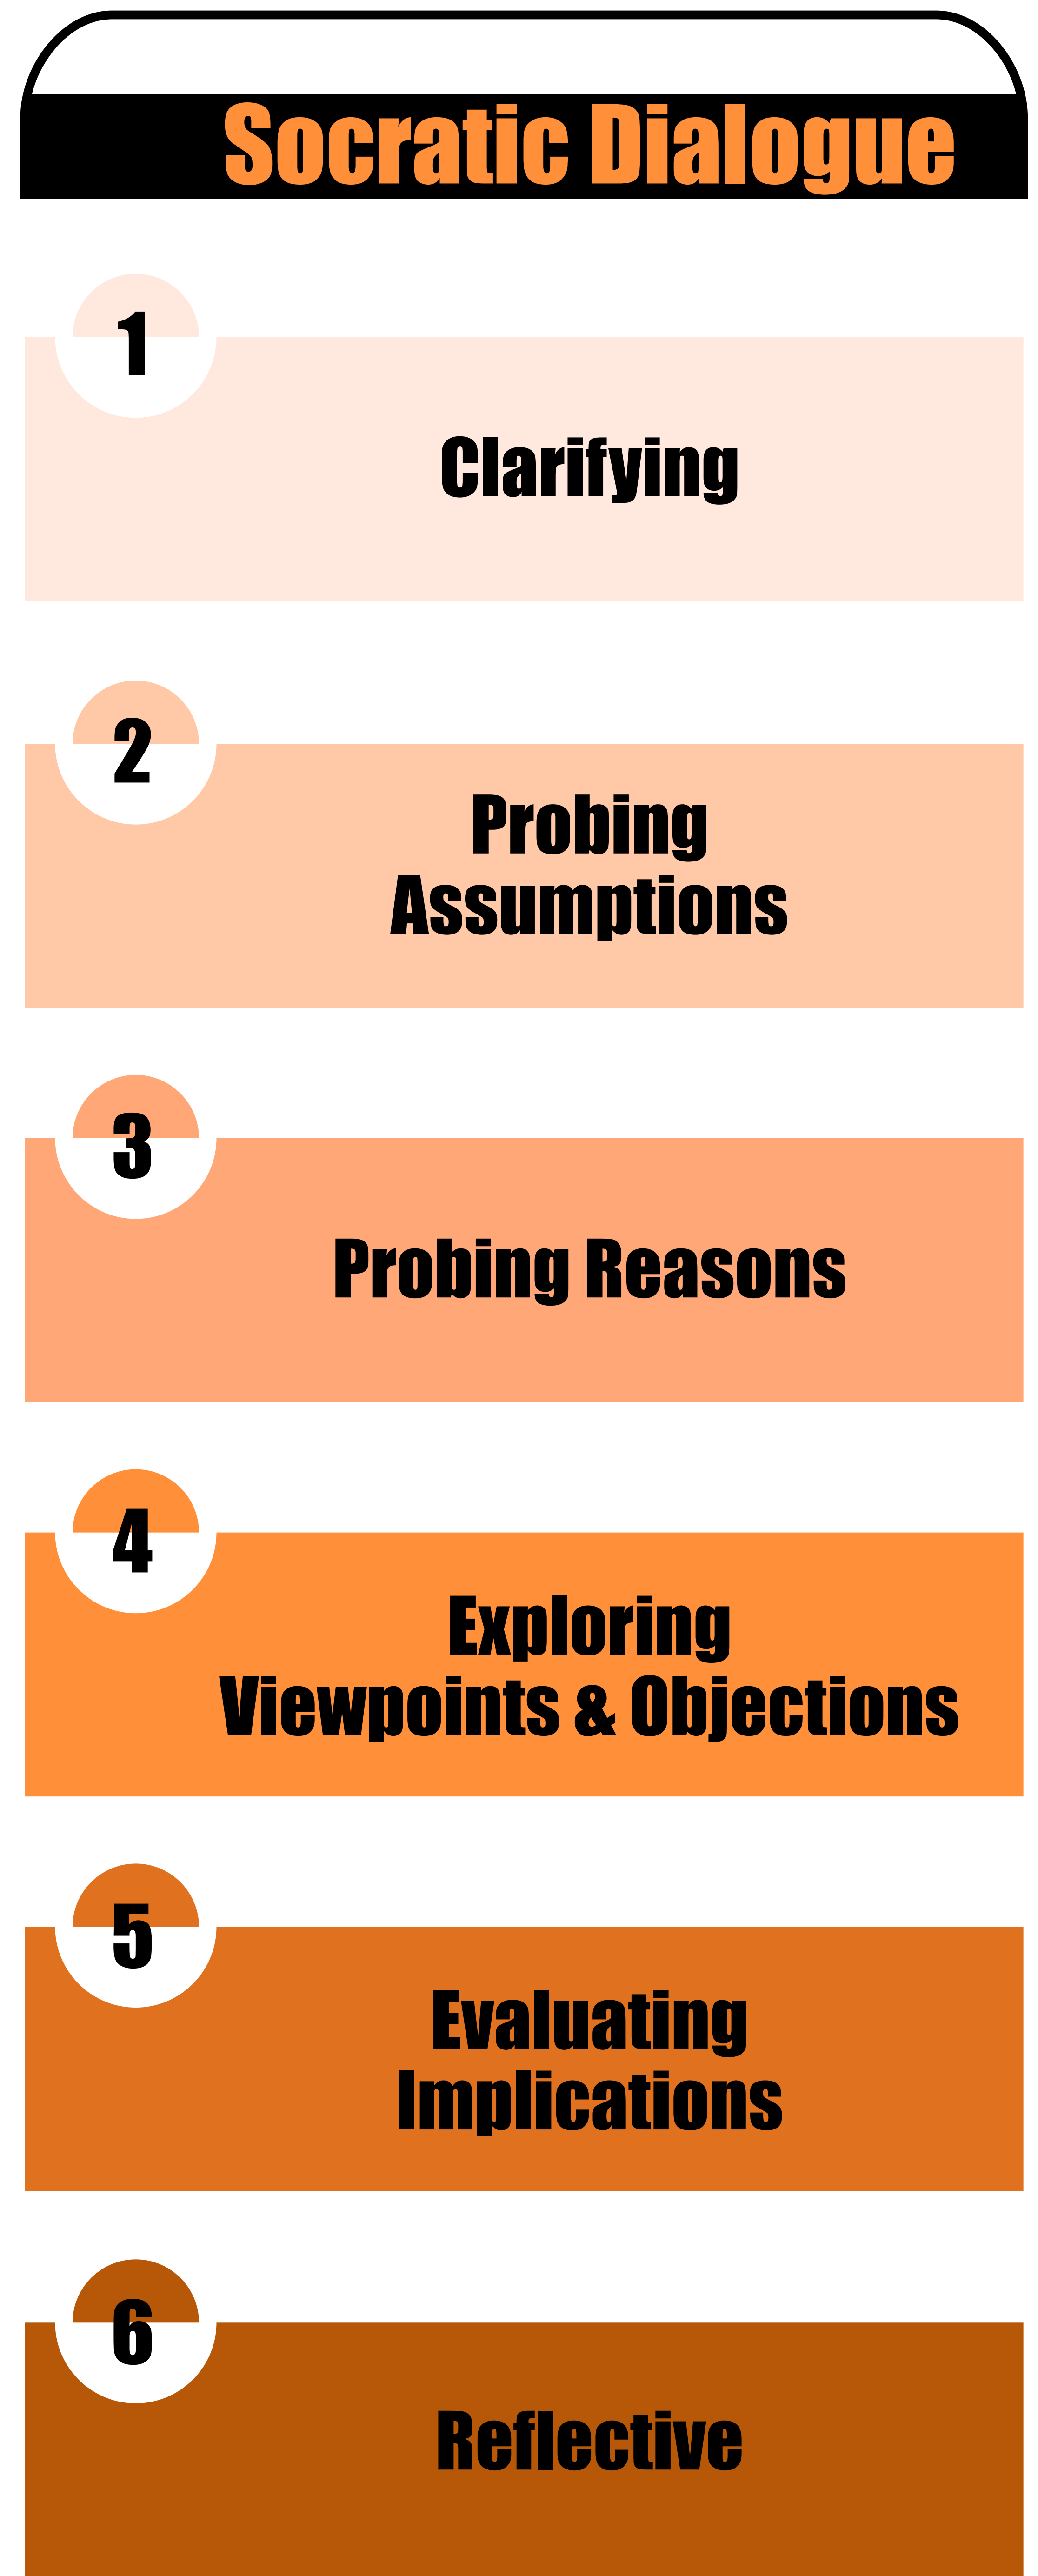 Socratic Dialogue
1
Clarifying
2
Probing
Assumptions
3
Probing Reasons
4
Exploring
Viewpoints & Objections
5
Evaluating
Implications
6
Reflective